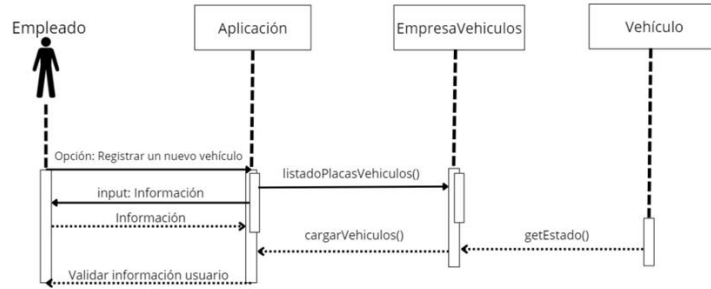 Empleado
Aplicación
EmpresaVehiculos
Vehículo
Opción: Registrar un nuevo vehículo
listadoPlacasVehiculos()
input: Información
Información
cargarVehiculos()
getEstado()
Validar información usuario